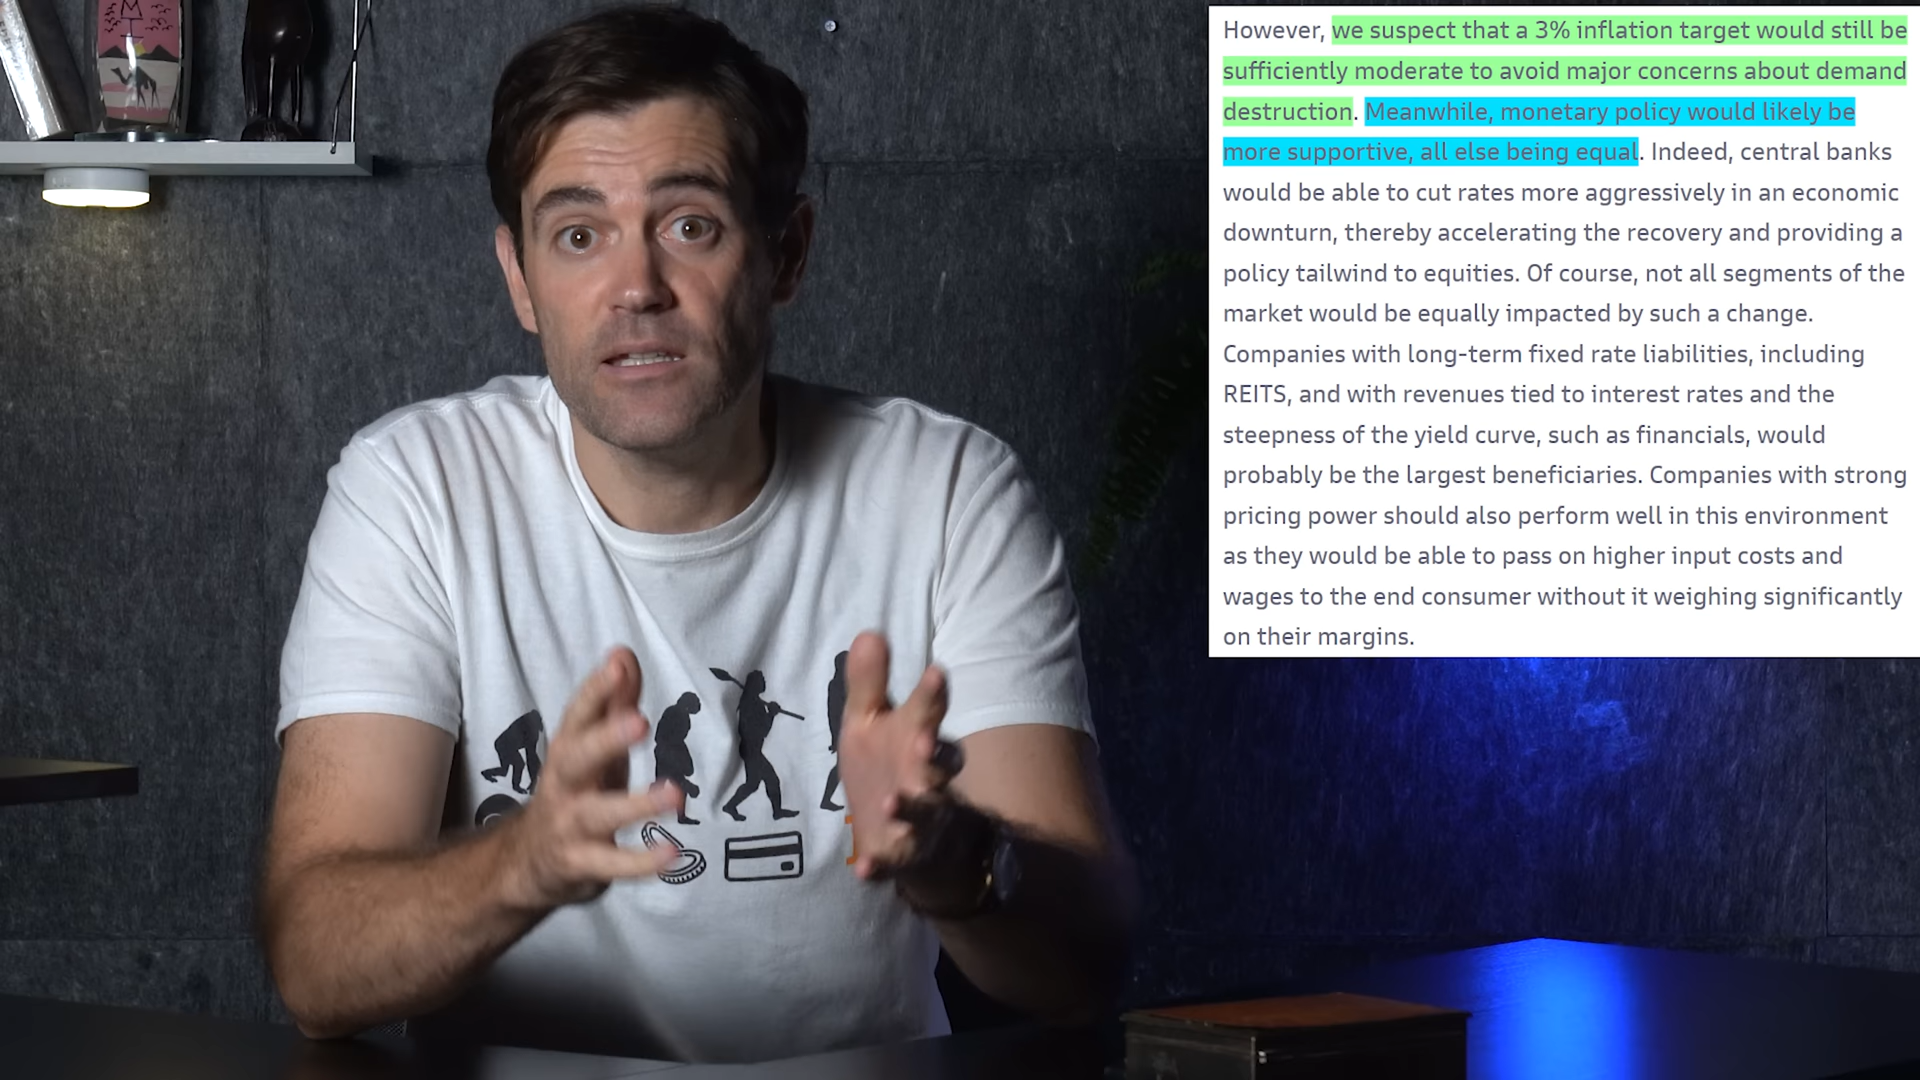 However, we suspect that a 3% inflation target would still be
sufficiently moderate to avoid major concerns about demand
destruction. Meanwhile, monetary policy would likely be
more supportive, all else being equal. Indeed, central banks
would be able to cut rates more aggressively in an economic
downturn, thereby accelerating the recovery and providing a
policy tailwind to equities. Of course, not all segments of the
market would be equally impacted by such a change.
Companies with long-term fixed rate liabilities, including
REITS, and with revenues tied to interest rates and the
steepness of the yield curve, such as financials, would
probably be the largest beneficiaries. Companies with strong
pricing power should also perform well in this environment
as they would be able to pass on higher input costs and
wages to the end consumer without it weighing significantly
on their margins.